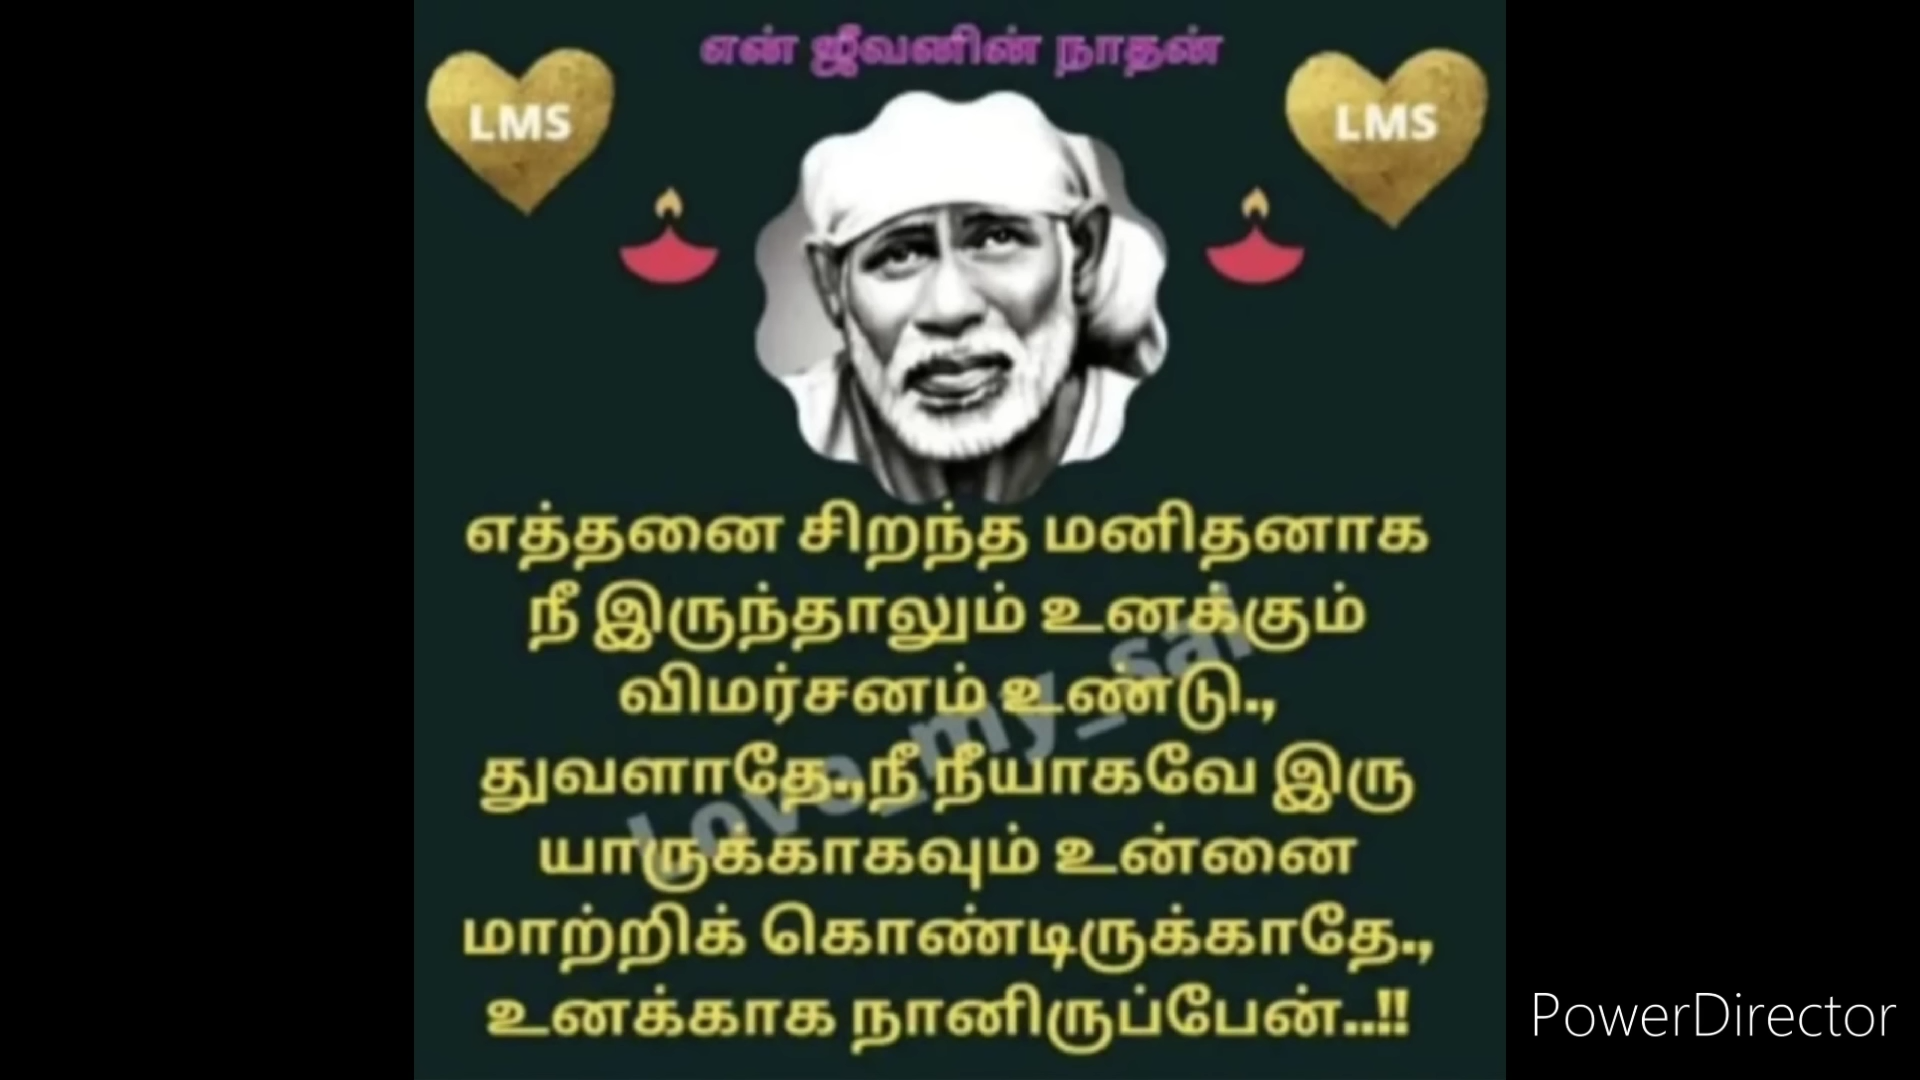 என் ஜீவனின் நாதன்
LMS
LMS
எத்தனை சிறந்த மனிதனாக
நீ இருந்தாலும் உனக்கும்
விமர்சனம் உண்டு.,
துவளாதே.,நீ நீயாகவே இரு
யாருக்காகவும் உன்னை
மாற்றிக் கொண்டிருக்காதே.,
உனக்காக நானிருப்பேன்..!!
Love_my_sai
PowerDirector